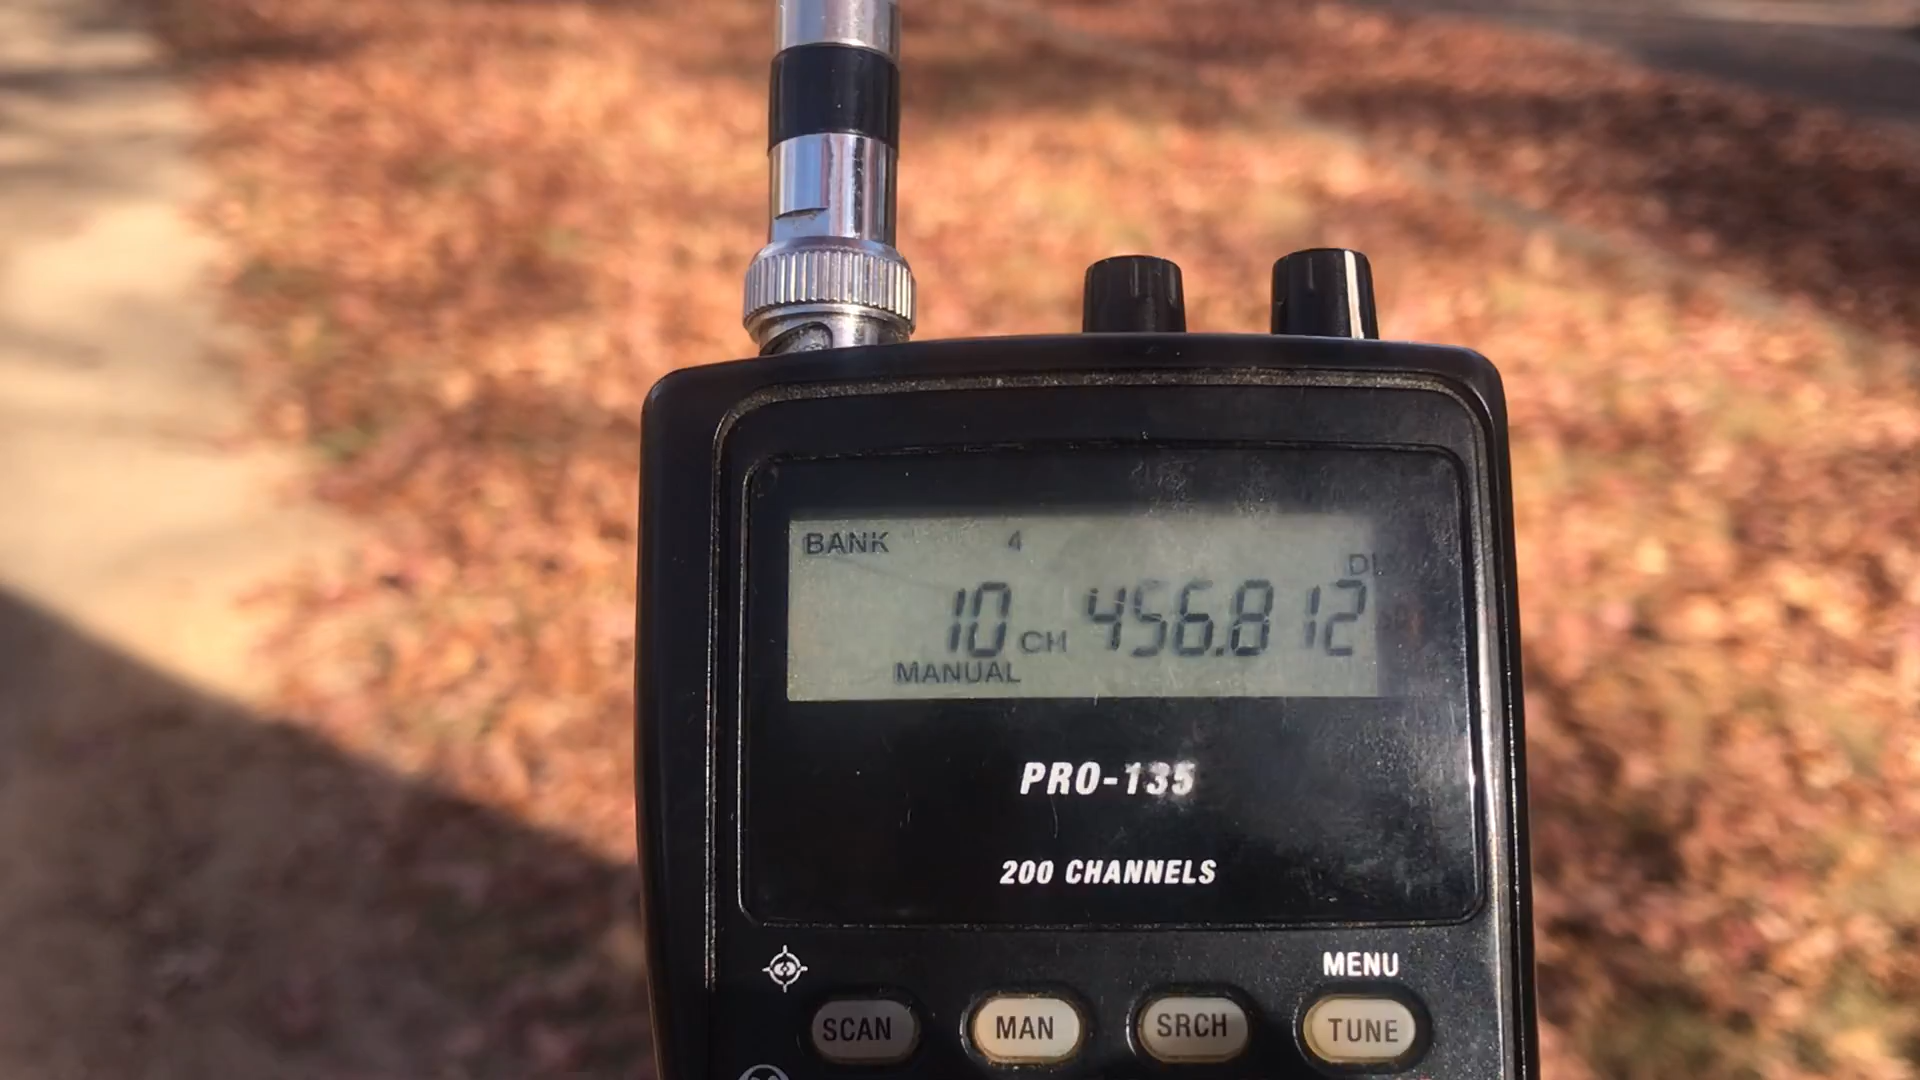 BANK 4
10 CH 456.812
MANUAL
PRO-135
200 CHANNELS
MENU
SCAN MAN SRCH TUNE